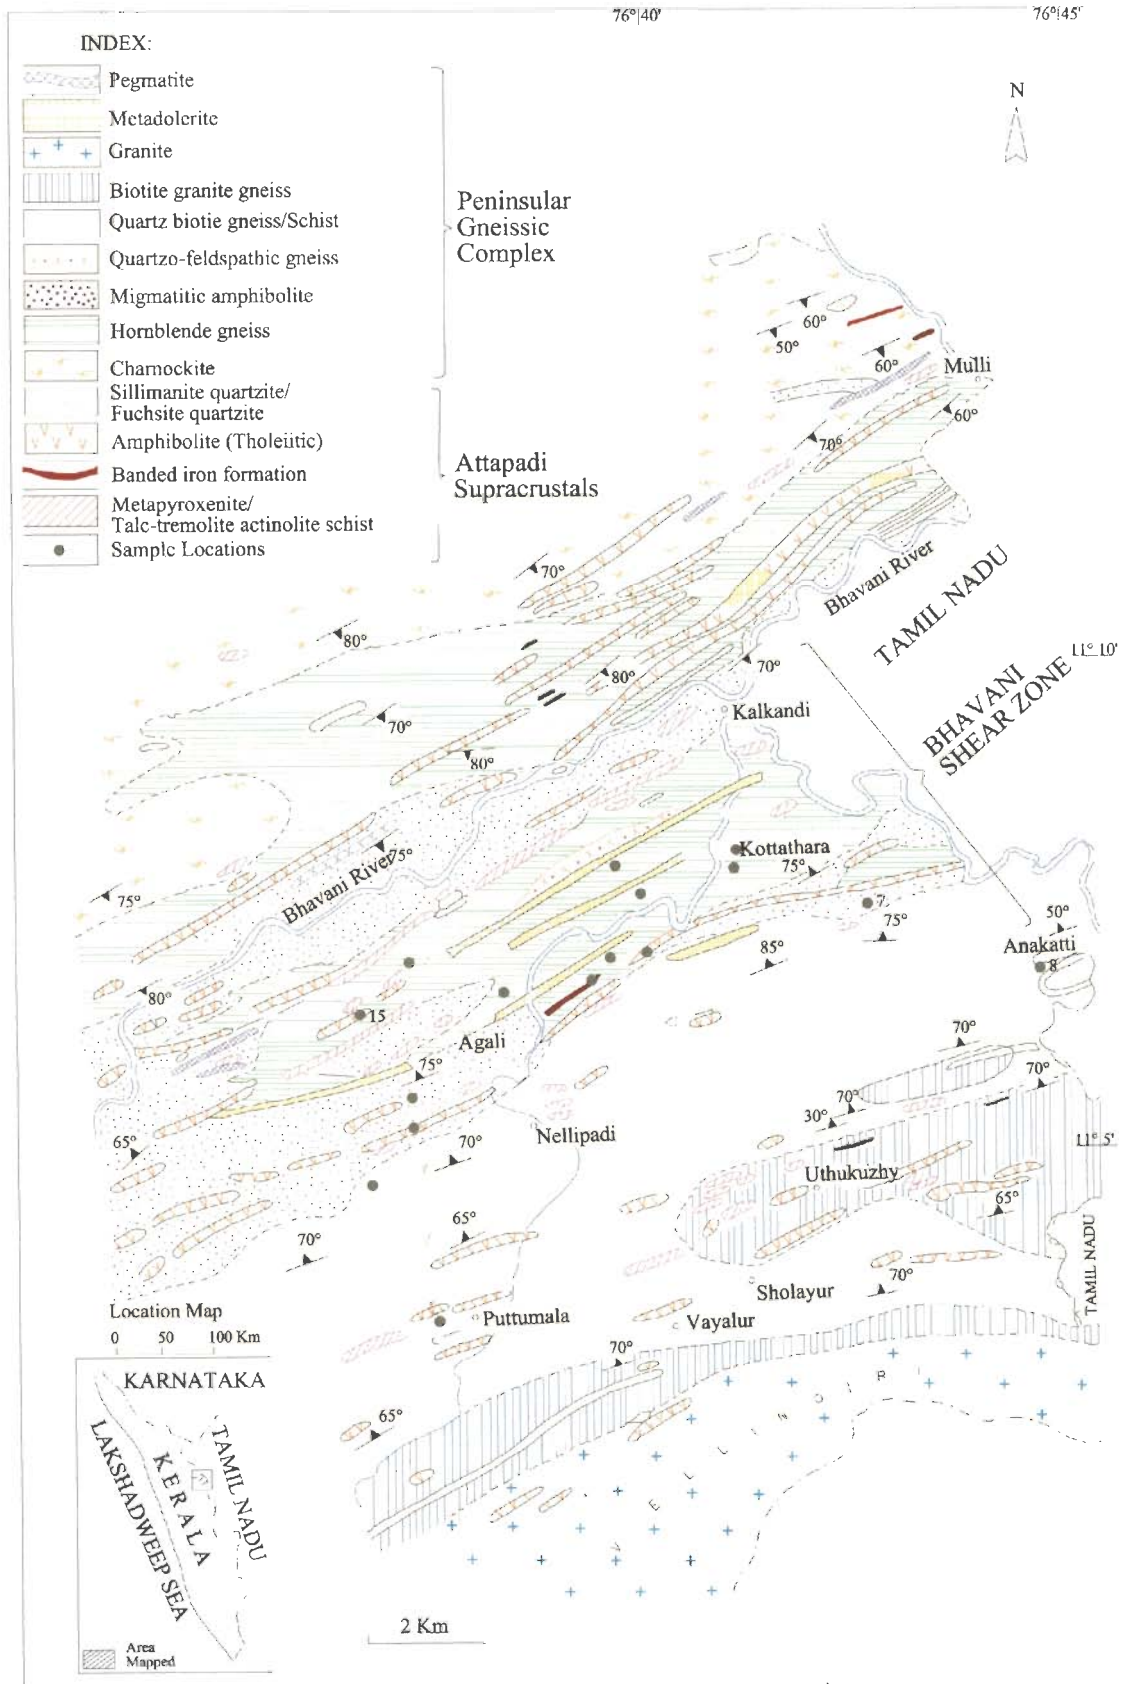 76° 40'
76° 45'
INDEX:
Pegmatite
Metadolerite
Granite
Biotite granite gneiss
Quartz biotie gneiss/Schist
Quartzo-feldspathic gneiss
Migmatitic amphibolite
Hornblende gneiss
Charnockite
Peninsular
Gneissic
Complex
Sillimanite quartzite/
Fuchsite quartzite
Amphibolite (Tholeiitic)
Banded iron formation
Metapyroxenite/
Talc-tremolite actinolite schist
Sample Locations
Attapadi
Supracrustals
N
60°
50°
60°
Mulli
60°
70°
70°
Bhavani River
TAMIL NADU
80°
11° 10'
70°
80°
BHAVANI
SHEAR ZONE
Kalkandi
70°
80°
Kottathara
75°
75°
Bhavani River
75°
7
75°
50°
Anakatti
8
85°
80°
15
Agali
70°
75°
70°
70°
30°
65°
Nellipadi
11° 5'
70°
Uthukuzhy
65°
65°
70°
TAMIL NADU
70°
Sholayur
Location Map
0 50 100 Km
Puttumala
Vayalur
70°
KARNATAKA
TAMIL NADU
KERALA
LAKSHADWEEP SEA
65°
VELLINGIRI
2 Km
Area
Mapped